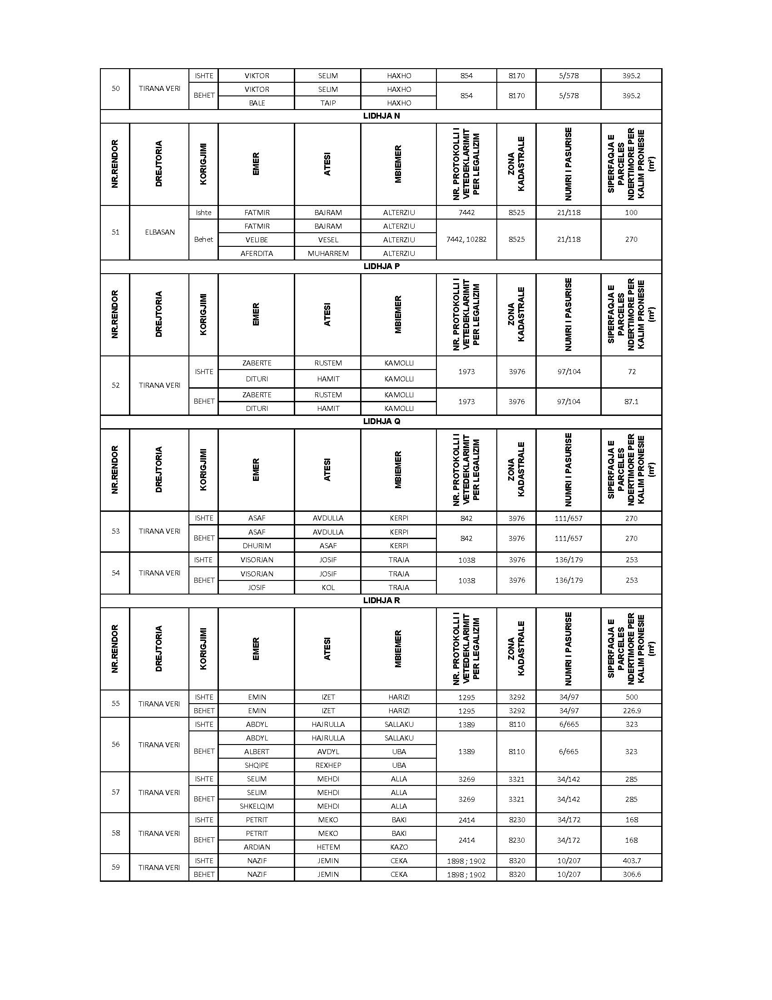 50 TIRANA VERI ISHTE VIKTOR SELIM HAXHO 854 8170 5/578 395.2
BEHET VIKTOR SELIM HAXHO 854 8170 5/578 395.2
BALE TAIP HAXHO
LIDHJA N
NR.RENDOR DREJTORIA KORIGJIMI EMER ATESI MBIEMER NR. PROTOKOLLI I VETEDEKLARIMIT PER LEGALIZIM ZONA KADASTRALE NUMRI I PASURISE SIPERFAQJA E PARCELES NDERTIMORE PER KALIM PRONESIE (m²)
51 ELBASAN Ishte FATMIR BAJRAM ALTERZIU 7442 8525 21/118 100
Behet FATMIR BAJRAM ALTERZIU 7442, 10282 8525 21/118 270
VELIBE VESEL ALTERZIU
AFERDITA MUHARREM ALTERZIU
LIDHJA P
NR.RENDOR DREJTORIA KORIGJIMI EMER ATESI MBIEMER NR. PROTOKOLLI I VETEDEKLARIMIT PER LEGALIZIM ZONA KADASTRALE NUMRI I PASURISE SIPERFAQJA E PARCELES NDERTIMORE PER KALIM PRONESIE (m²)
52 TIRANA VERI ISHTE ZABERTE RUSTEM KAMOLLI 1973 3976 97/104 72
DITURI HAMIT KAMOLLI
BEHET ZABERTE RUSTEM KAMOLLI 1973 3976 97/104 87.1
DITURI HAMIT KAMOLLI
LIDHJA Q
NR.RENDOR DREJTORIA KORIGJIMI EMER ATESI MBIEMER NR. PROTOKOLLI I VETEDEKLARIMIT PER LEGALIZIM ZONA KADASTRALE NUMRI I PASURISE SIPERFAQJA E PARCELES NDERTIMORE PER KALIM PRONESIE (m²)
53 TIRANA VERI ISHTE ASAF AVDULLA KERPI 842 3976 111/657 270
BEHET ASAF AVDULLA KERPI 842 3976 111/657 270
DHURIM ASAF KERPI
54 TIRANA VERI ISHTE VISORJAN JOSIF TRAJA 1038 3976 136/179 253
BEHET VISORJAN JOSIF TRAJA 1038 3976 136/179 253
JOSIF KOL TRAJA
LIDHJA R
NR.RENDOR DREJTORIA KORIGJIMI EMER ATESI MBIEMER NR. PROTOKOLLI I VETEDEKLARIMIT PER LEGALIZIM ZONA KADASTRALE NUMRI I PASURISE SIPERFAQJA E PARCELES NDERTIMORE PER KALIM PRONESIE (m²)
55 TIRANA VERI ISHTE EMIN IZET HARIZI 1295 3292 34/97 500
BEHET EMIN IZET HARIZI 1295 3292 34/97 226.9
56 TIRANA VERI ISHTE ABDYL HAJRULLA SALLAKU 1389 8110 6/665 323
BEHET ABDYL HAJRULLA SALLAKU 1389 8110 6/665 323
ALBERT AVDYL UBA
SHQIPE REXHEP UBA
57 TIRANA VERI ISHTE SELIM MEHDI ALLA 3269 3321 34/142 285
BEHET SELIM MEHDI ALLA 3269 3321 34/142 285
SHKELQIM MEHDI ALLA
58 TIRANA VERI ISHTE PETRIT MEKO BAKI 2414 8230 34/172 168
BEHET PETRIT MEKO BAKI 2414 8230 34/172 168
ARDIAN HETEM KAZO
59 TIRANA VERI ISHTE NAZIF JEMIN CEKA 1898 ; 1902 8320 10/207 403.7
BEHET NAZIF JEMIN CEKA 1898 ; 1902 8320 10/207 306.6